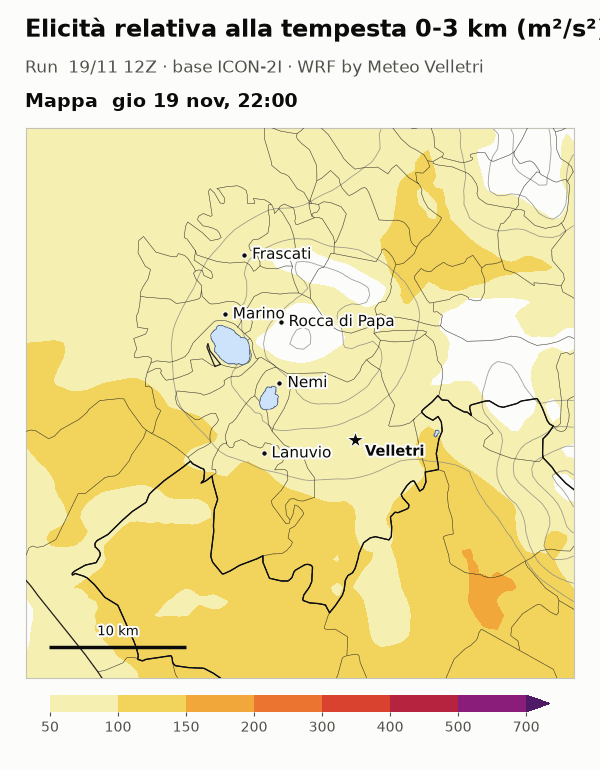 Elicità relativa alla tempesta 0-3 km (m²/s²)
Run  19/11 12Z · base ICON-2I · WRF by Meteo Velletri
Mappa  gio 19 nov, 22:00
Frascati
Marino
Rocca di Papa
Nemi
Velletri
Lanuvio
10 km
50 100 150 200 300 400 500 700